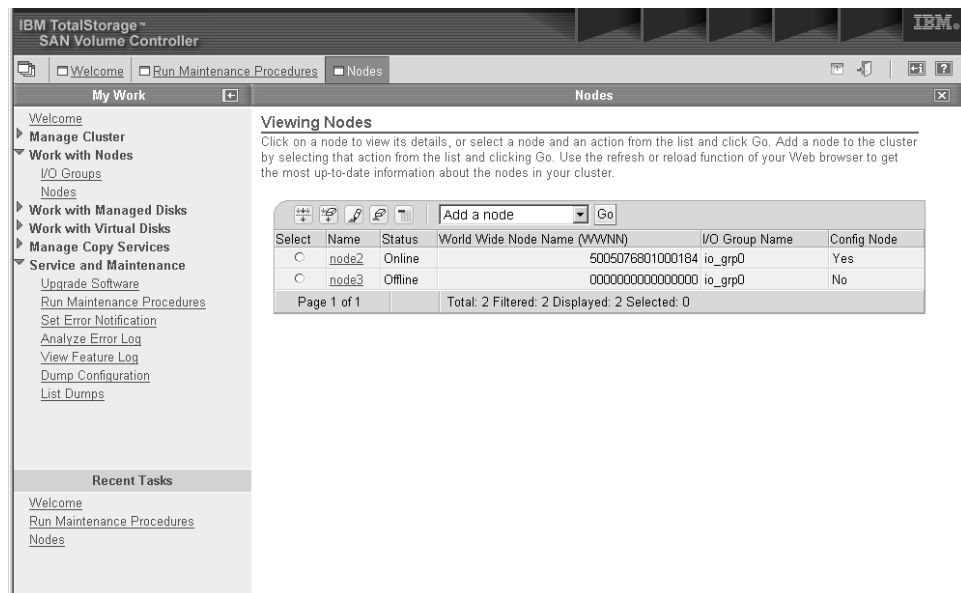 IBM TotalStorage™
SAN Volume Controller
IBM®
Welcome
Run Maintenance Procedures
Nodes
?
My Work
Nodes
Welcome
Manage Cluster
Work with Nodes
I/O Groups
Nodes
Work with Managed Disks
Work with Virtual Disks
Manage Copy Services
Service and Maintenance
Upgrade Software
Run Maintenance Procedures
Set Error Notification
Analyze Error Log
View Feature Log
Dump Configuration
List Dumps
Recent Tasks
Welcome
Run Maintenance Procedures
Nodes
Viewing Nodes
Click on a node to view its details, or select a node and an action from the list and click Go. Add a node to the cluster
by selecting that action from the list and clicking Go. Use the refresh or reload function of your Web browser to get
the most up-to-date information about the nodes in your cluster.
Add a node Go
Select Name Status World Wide Node Name (WWNN) I/O Group Name Config Node
node2 Online 5005076801000184 io_grp0 Yes
node3 Offline 0000000000000000 io_grp0 No
Page 1 of 1 Total: 2 Filtered: 2 Displayed: 2 Selected: 0